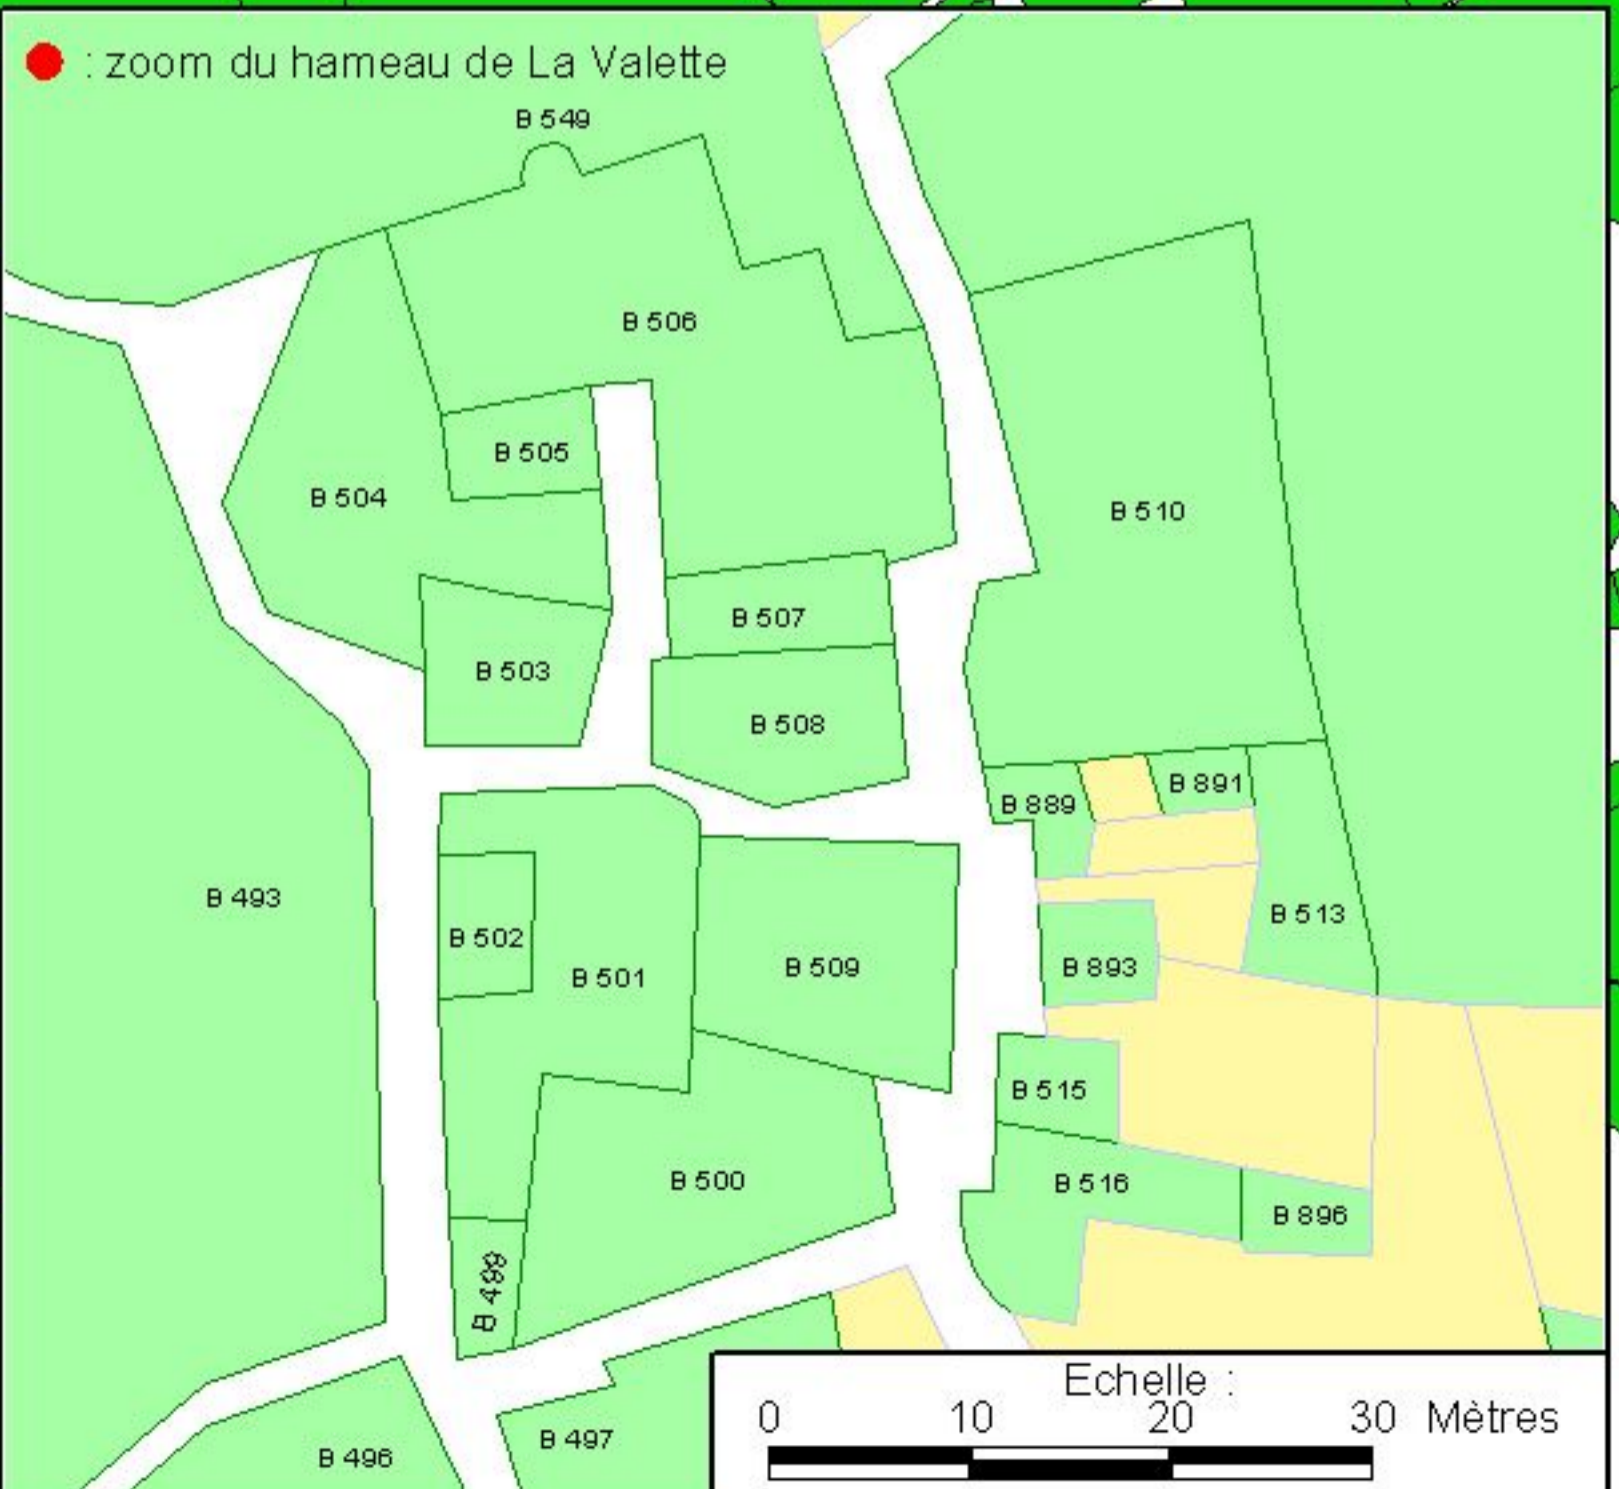 : zoom du hameau de La Valette
B 549
B 506
B 505
B 504
B 510
B 507
B 503
B 508
B 891
B 889
B 493
B 513
B 502
B 509
B 893
B 501
B 515
B 500
B 516
B 896
B 499
Echelle :
0 10 20 30 Mètres
B 497
B 496